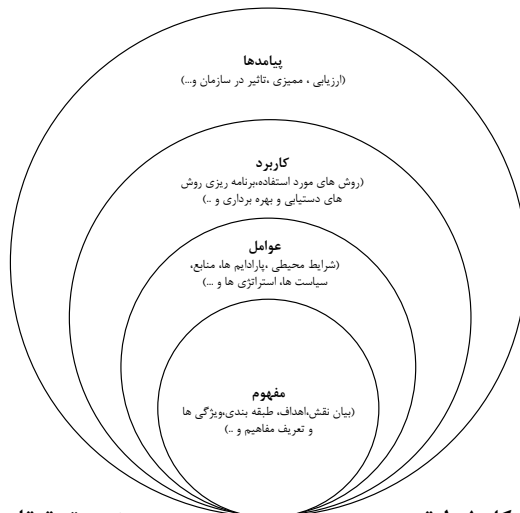 پیامدها
(ارزیابی ، ممیزی ،تاثیر در سازمان و...)
کاربرد
(روش های مورد استفاده،برنامه ریزی روش
های دستیابی و بهره برداری و ..)
عوامل
(شرایط محیطی ،پارادایم ها، منابع،
سیاست ها، استراتژی ها و ...)
مفهوم
(بیان نقش،اهداف، طبقه بندی،ویژگی ها
و تعریف مفاهیم و ..)